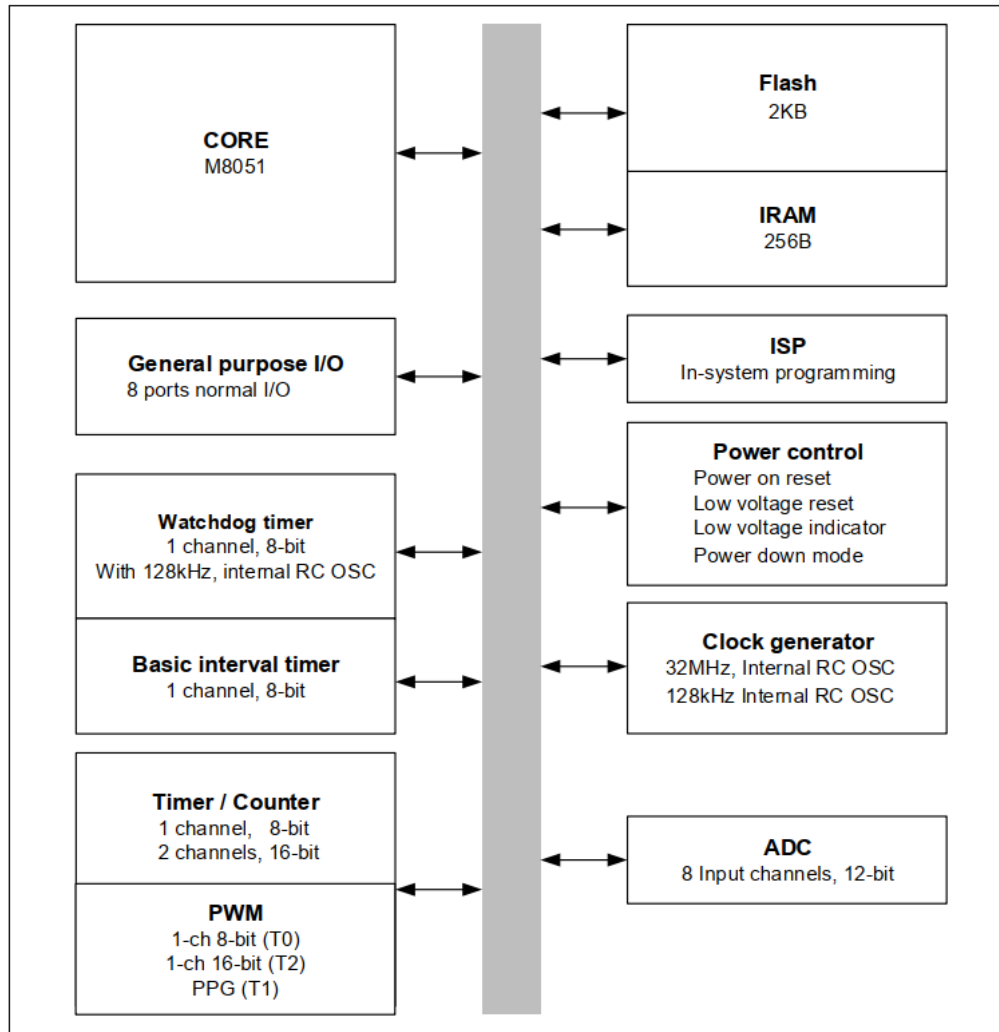 CORE
M8051
General purpose I/O
8 ports normal I/O
Watchdog timer
1 channel, 8-bit
With 128kHz, internal RC OSC
Basic interval timer
1 channel, 8-bit
Timer / Counter
1 channel, 8-bit
2 channels, 16-bit
PWM
1-ch 8-bit (T0)
1-ch 16-bit (T2)
PPG (T1)
Flash
2KB
IRAM
256B
ISP
In-system programming
Power control
Power on reset
Low voltage reset
Low voltage indicator
Power down mode
Clock generator
32MHz, Internal RC OSC
128kHz Internal RC OSC
ADC
8 Input channels, 12-bit